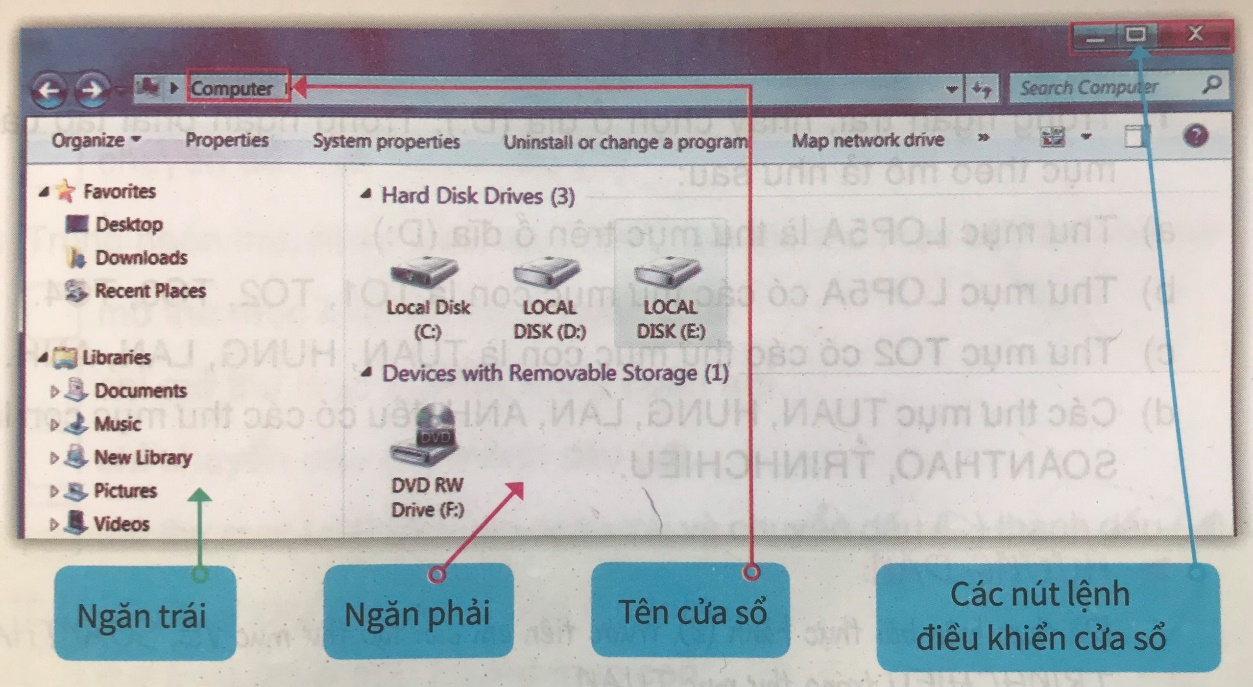 Computer
Search Computer
Organize
Properties
System properties
Uninstall or change a program
Map network drive
»
?
Favorites
Desktop
Downloads
Recent Places
Libraries
Documents
Music
New Library
Pictures
Videos
Hard Disk Drives (3)
Local Disk
(C:)
LOCAL
DISK (D:)
LOCAL
DISK (E:)
Devices with Removable Storage (1)
DVD
DVD RW
Drive (F:)
Ngăn trái
Ngăn phải
Tên cửa sổ
Các nút lệnh
điều khiển cửa sổ